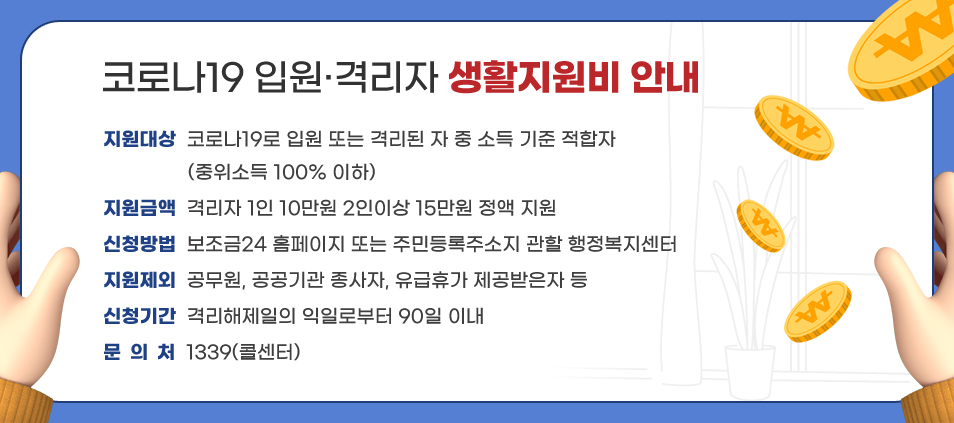 코로나19 입원·격리자 생활지원비 안내
지원대상 코로나19로 입원 또는 격리된 자 중 소득 기준 적합자
(중위소득 100% 이하)
지원금액 격리자 1인 10만원 2인이상 15만원 정액 지원
신청방법 보조금24 홈페이지 또는 주민등록주소지 관할 행정복지센터
지원제외 공무원, 공공기관 종사자, 유급휴가 제공받은자 등
신청기간 격리해제일의 익일로부터 90일 이내
문 의 처 1339(콜센터)